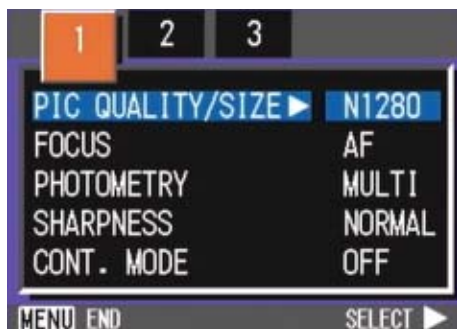 1 2 3
PIC QUALITY/SIZE▶ N1280
FOCUS AF
PHOTOMETRY MULTI
SHARPNESS NORMAL
CONT. MODE OFF
MENU END SELECT ▶